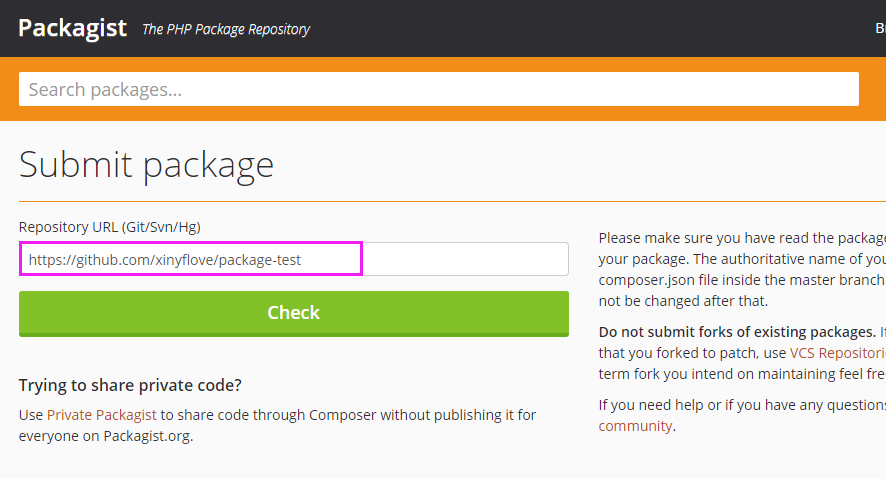 Packagist The PHP Package Repository
Search packages...
Submit package
Repository URL (Git/Svn/Hg)
https://github.com/xinyflove/package-test
Check
Trying to share private code?
Use Private Packagist to share code through Composer without publishing it for
everyone on Packagist.org.
Please make sure you have read the package
your package. The authoritative name of
composer.json file inside the master branch
not be changed after that.
Do not submit forks of existing packages.
that you forked to patch, use VCS
term fork you intend on maintaining feel
If you need help or if you have any questions
community.